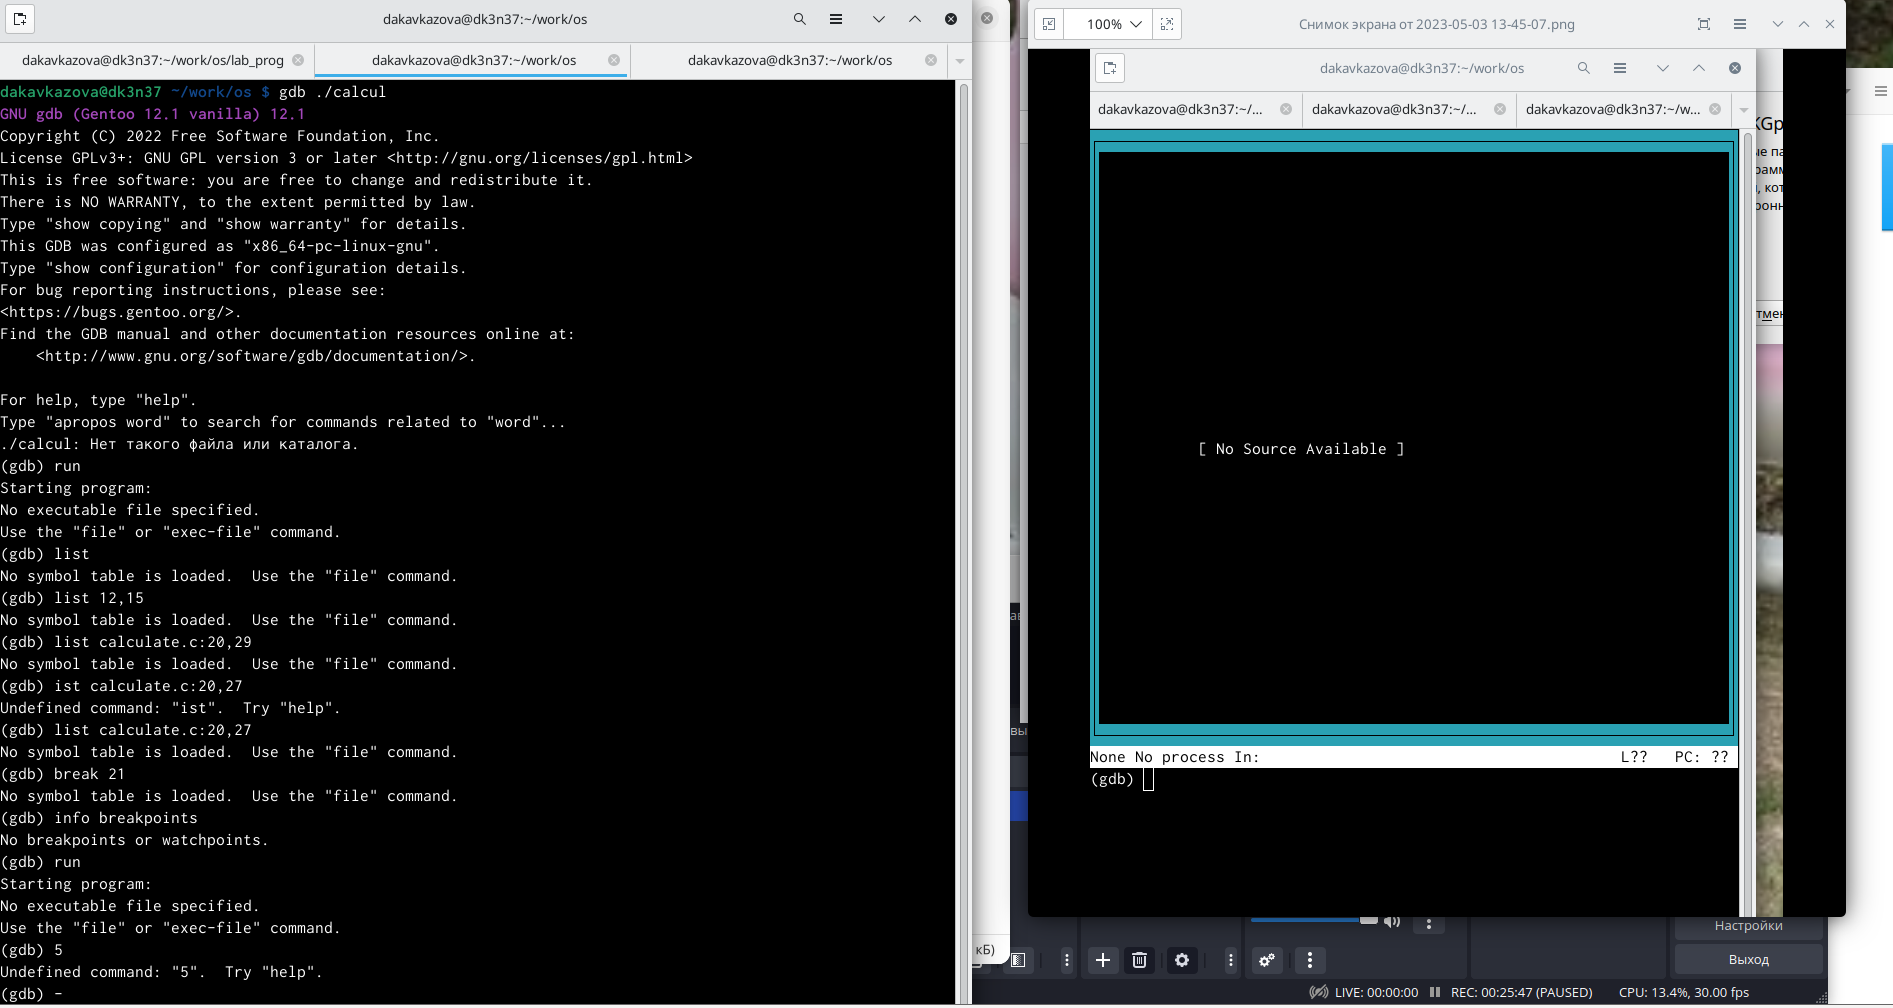 dakavkazova@dk3n37:~/work/os
dakavkazova@dk3n37:~/work/os/lab_prog
dakavkazova@dk3n37:~/work/os
dakavkazova@dk3n37:~/work/os
dakavkazova@dk3n37 ~/work/os $ gdb ./calcul
GNU gdb (Gentoo 12.1 vanilla) 12.1
Copyright (C) 2022 Free Software Foundation, Inc.
License GPLv3+: GNU GPL version 3 or later <http://gnu.org/licenses/gpl.html>
This is free software: you are free to change and redistribute it.
There is NO WARRANTY, to the extent permitted by law.
Type "show copying" and "show warranty" for details.
This GDB was configured as "x86_64-pc-linux-gnu".
Type "show configuration" for configuration details.
For bug reporting instructions, please see:
<https://bugs.gentoo.org/>.
Find the GDB manual and other documentation resources online at:
    <http://www.gnu.org/software/gdb/documentation/>.
For help, type "help".
Type "apropos word" to search for commands related to "word"...
./calcul: Нет такого файла или каталога.
(gdb) run
Starting program:
No executable file specified.
Use the "file" or "exec-file" command.
(gdb) list
No symbol table is loaded.  Use the "file" command.
(gdb) list 12,15
No symbol table is loaded.  Use the "file" command.
(gdb) list calculate.c:20,29
No symbol table is loaded.  Use the "file" command.
(gdb) ist calculate.c:20,27
Undefined command: "ist".  Try "help".
(gdb) list calculate.c:20,27
No symbol table is loaded.  Use the "file" command.
(gdb) break 21
No symbol table is loaded.  Use the "file" command.
(gdb) info breakpoints
No breakpoints or watchpoints.
(gdb) run
Starting program:
No executable file specified.
Use the "file" or "exec-file" command.
(gdb) 5
Undefined command: "5".  Try "help".
(gdb) -
100%
Снимок экрана от 2023-05-03 13-45-07.png
dakavkazova@dk3n37:~/work/os
dakavkazova@dk3n37:~/...
dakavkazova@dk3n37:~/...
dakavkazova@dk3n37:~/w...
[ No Source Available ]
None No process In:
L??   PC: ??
(gdb)
кБ)
Настройки
Выход
LIVE: 00:00:00
REC: 00:25:47 (PAUSED)
CPU: 13.4%, 30.00 fps